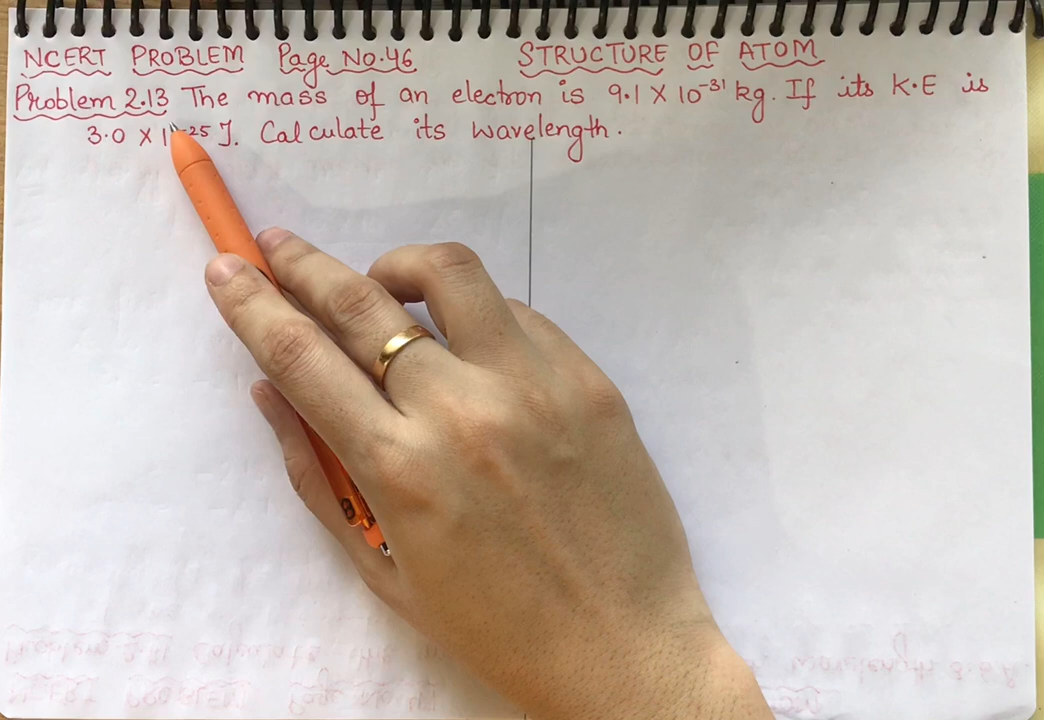 NCERT PROBLEM Page No.46 STRUCTURE OF ATOM
Problem 2.13 The mass of an electron is 9.1 X 10⁻³¹ kg. If its K.E is
3.0 X 1⁻²⁵ J. Calculate its wavelength.